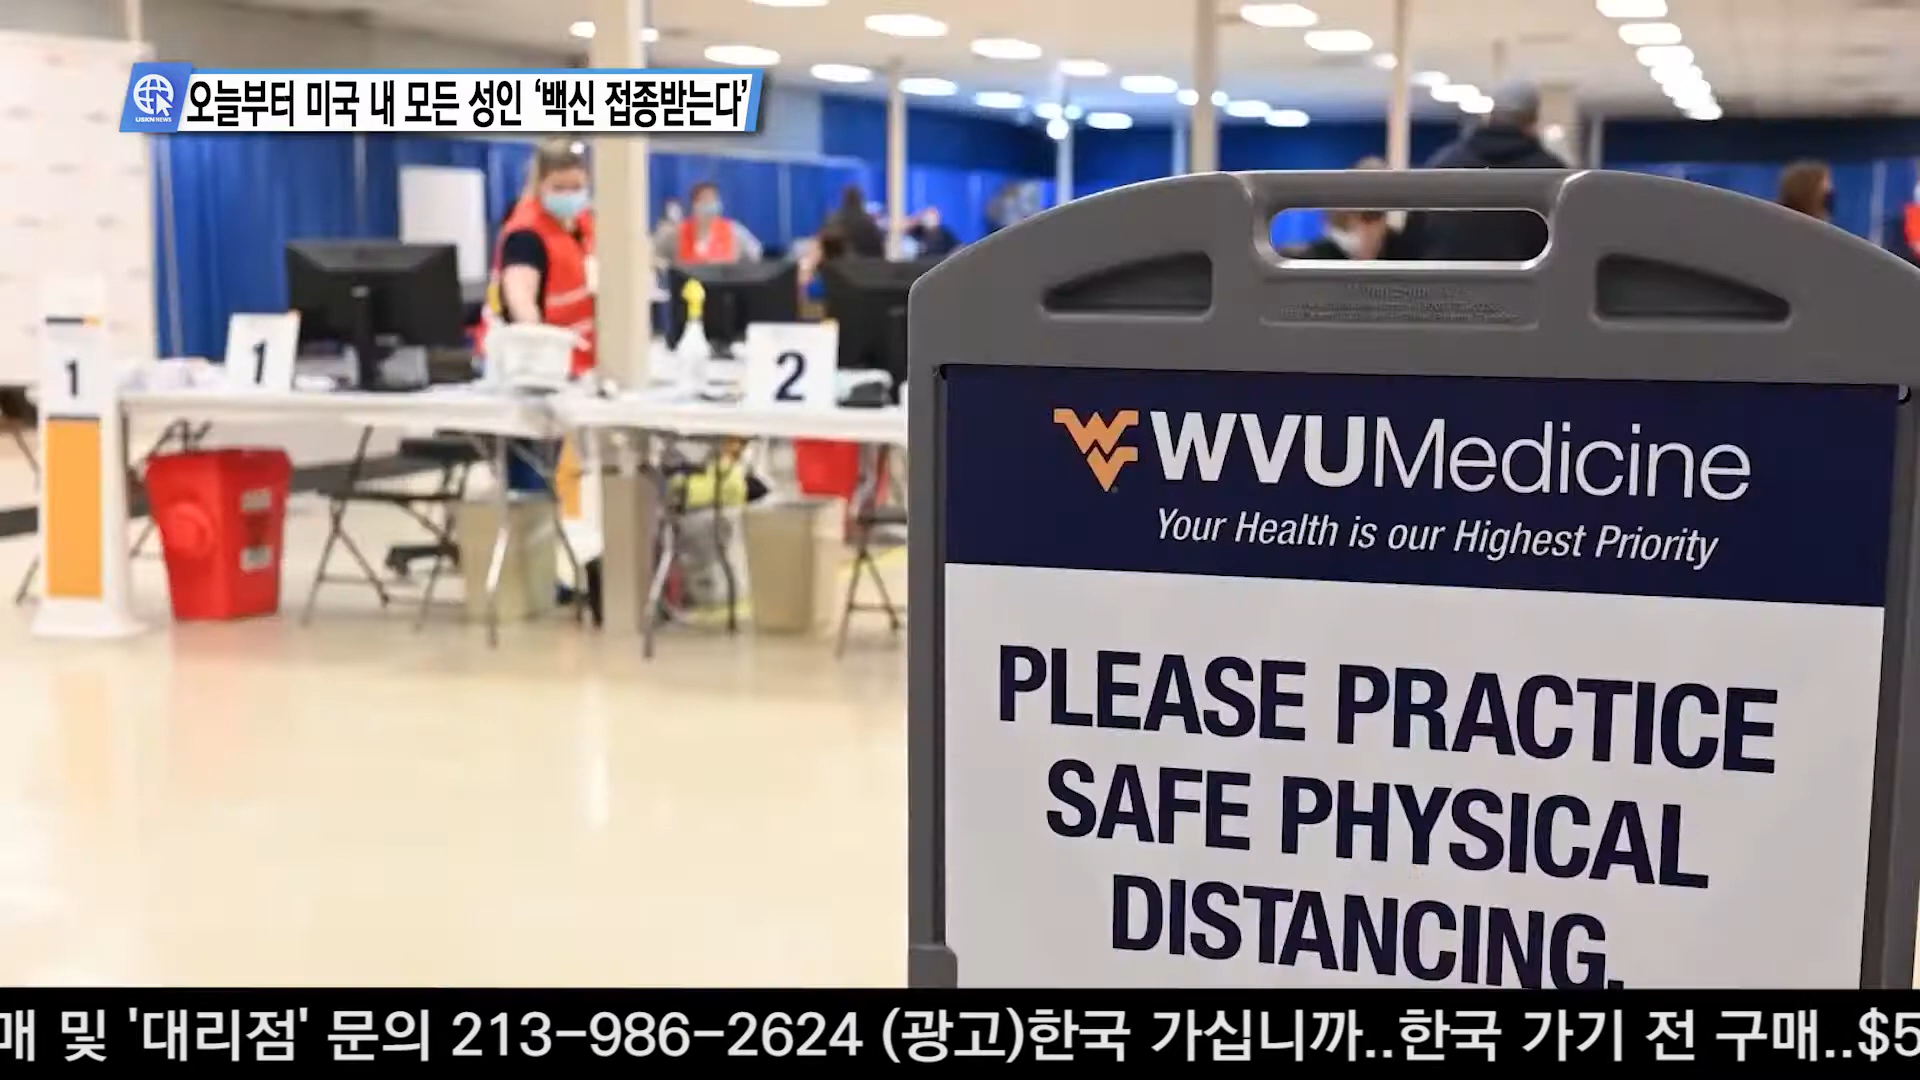 오늘부터 미국 내 모든 성인 ‘백신 접종받는다’
USKN NEWS
1
1
2
WVUMedicine
Your Health is our Highest Priority
PLEASE PRACTICE
SAFE PHYSICAL
DISTANCING.
매 및 '대리점' 문의 213-986-2624 (광고)한국 가십니까..한국 가기 전 구매..$5